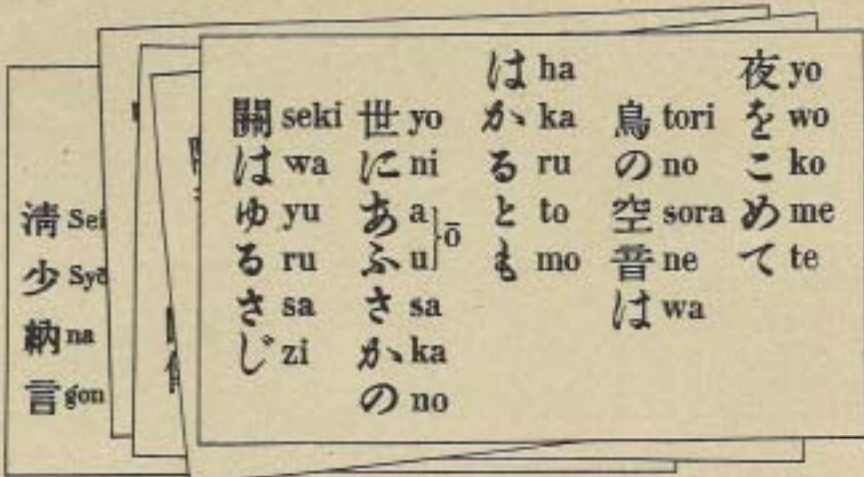 夜をこめて
yo wo ko me te
鳥の空音は
tori no sora ne wa
はかるとも
ha ka ru to mo
世にあふさかの
yo ni a u sa ka no
ō
關はゆるさじ
seki wa yu ru sa zi
清少納言
Sei Syō na gon